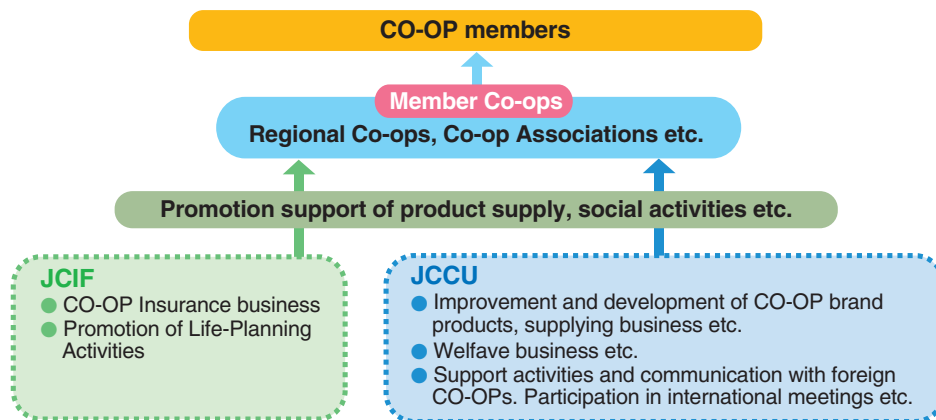 CO-OP members
Member Co-ops
Regional Co-ops, Co-op Associations etc.
Promotion support of product supply, social activities etc.
JCIF
● CO-OP Insurance business
● Promotion of Life-Planning
Activities
JCCU
● Improvement and development of CO-OP brand
products, supplying business etc.
● Welfave business etc.
● Support activities and communication with foreign
CO-OPs. Participation in international meetings etc.